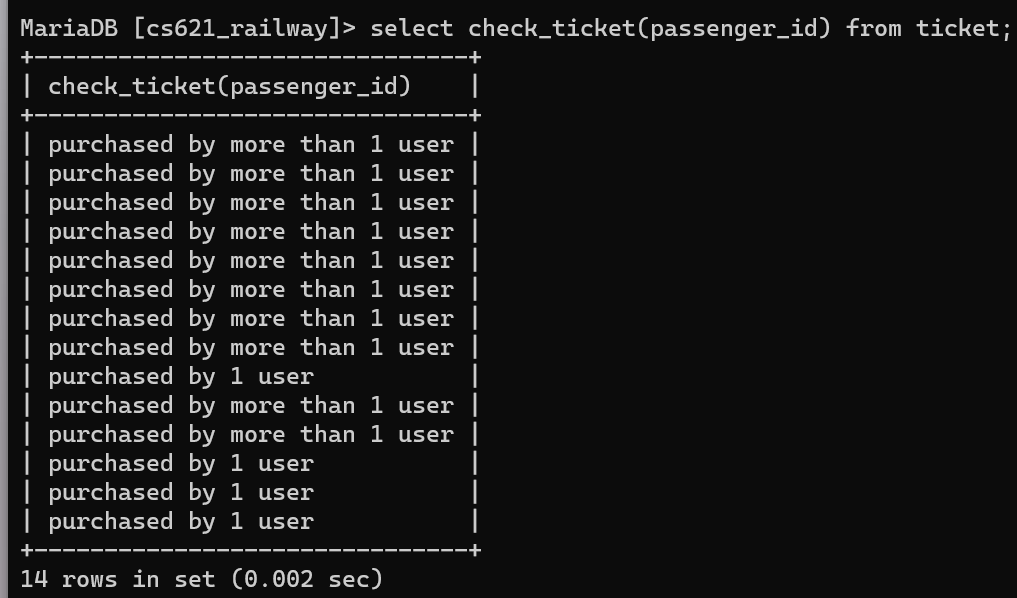 MariaDB [cs621_railway]> select check_ticket(passenger_id) from ticket;
+-------------------------------+
| check_ticket(passenger_id)    |
+-------------------------------+
| purchased by more than 1 user |
| purchased by more than 1 user |
| purchased by more than 1 user |
| purchased by more than 1 user |
| purchased by more than 1 user |
| purchased by more than 1 user |
| purchased by more than 1 user |
| purchased by more than 1 user |
| purchased by 1 user           |
| purchased by more than 1 user |
| purchased by more than 1 user |
| purchased by 1 user           |
| purchased by 1 user           |
| purchased by 1 user           |
+-------------------------------+
14 rows in set (0.002 sec)